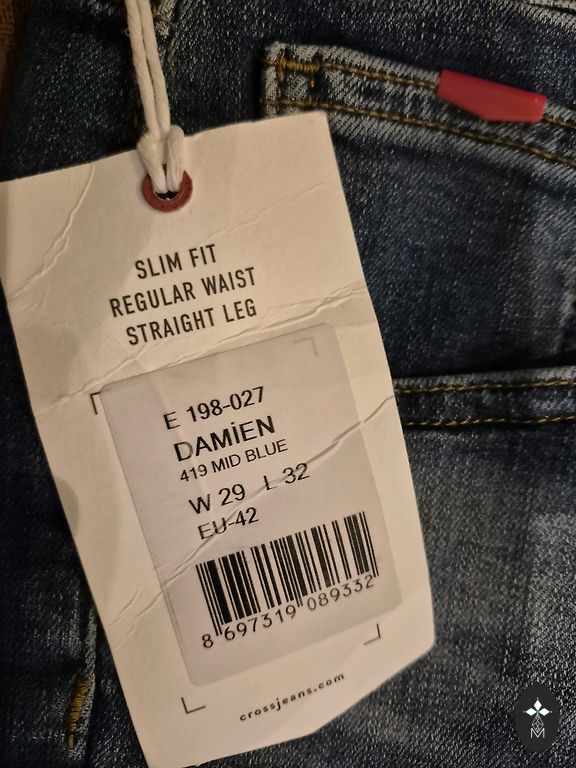 SLIM FIT
REGULAR WAIST
STRAIGHT LEG
E 198-027
DAMİEN
419 MID BLUE
W 29 L 32
EU-42
8 697319 089332
crossjeans.com
M